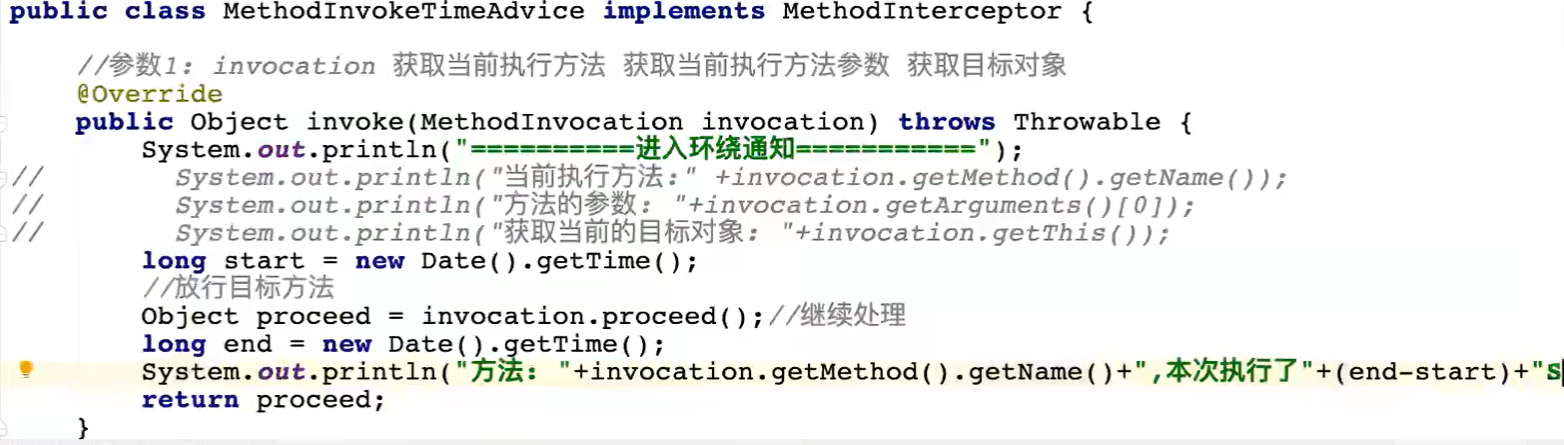 public class MethodInvokeTimeAdvice implements MethodInterceptor {
//参数1: invocation 获取当前执行方法 获取当前执行方法参数 获取目标对象
@Override
public Object invoke(MethodInvocation invocation) throws Throwable {
System.out.println("==========进入环绕通知===========");
// System.out.println("当前执行方法:" +invocation.getMethod().getName());
// System.out.println("方法的参数: "+invocation.getArguments()[0]);
// System.out.println("获取当前的目标对象: "+invocation.getThis());
long start = new Date().getTime();
//放行目标方法
Object proceed = invocation.proceed();//继续处理
long end = new Date().getTime();
System.out.println("方法: "+invocation.getMethod().getName()+",本次执行了"+(end-start)+"S
return proceed;
}